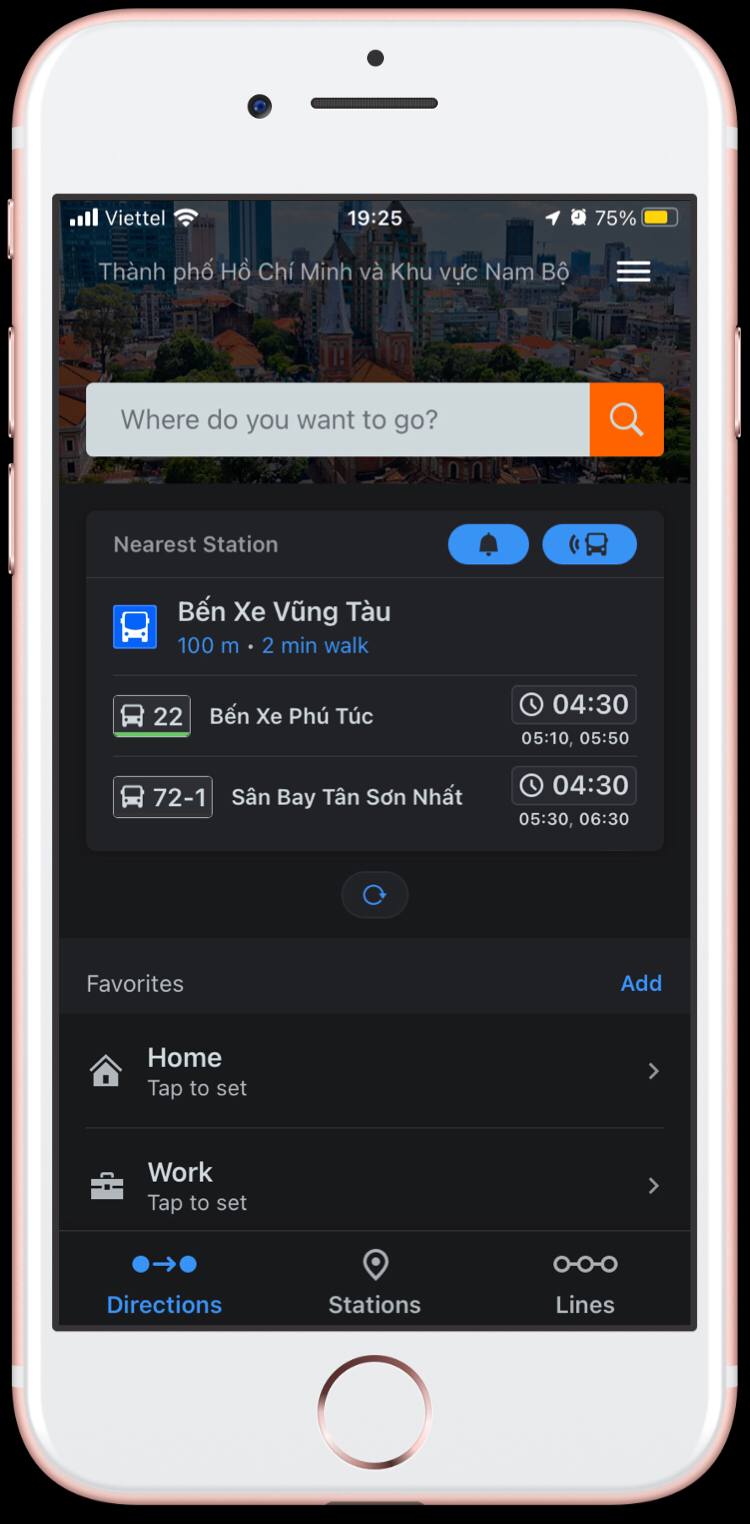 Viettel 19:25 75%
Thành phố Hồ Chí Minh và Khu vực Nam Bộ
Where do you want to go?
Nearest Station
Bến Xe Vũng Tàu
100 m • 2 min walk
22 Bến Xe Phú Túc 04:30
05:10, 05:50
72-1 Sân Bay Tân Sơn Nhất 04:30
05:30, 06:30
Favorites Add
Home
Tap to set
Work
Tap to set
Directions Stations Lines